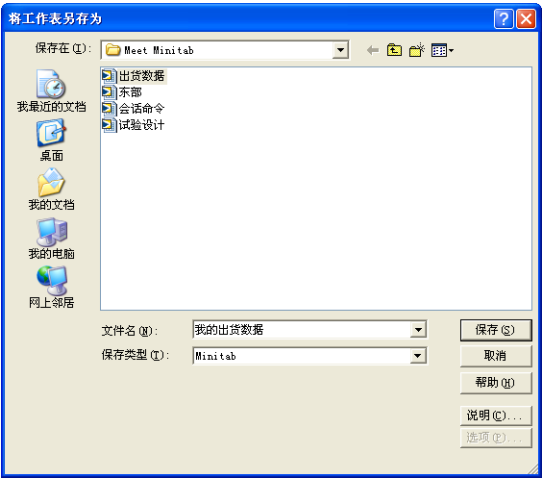 将工作表另存为
保存在(I):
Meet Minitab
我最近的文档
桌面
我的文档
我的电脑
网上邻居
出货数据
东部
会话命令
试验设计
文件名(N):
我的出货数据
保存类型(T):
Minitab
保存(S)
取消
帮助(H)
说明(C)...
选项(P)...